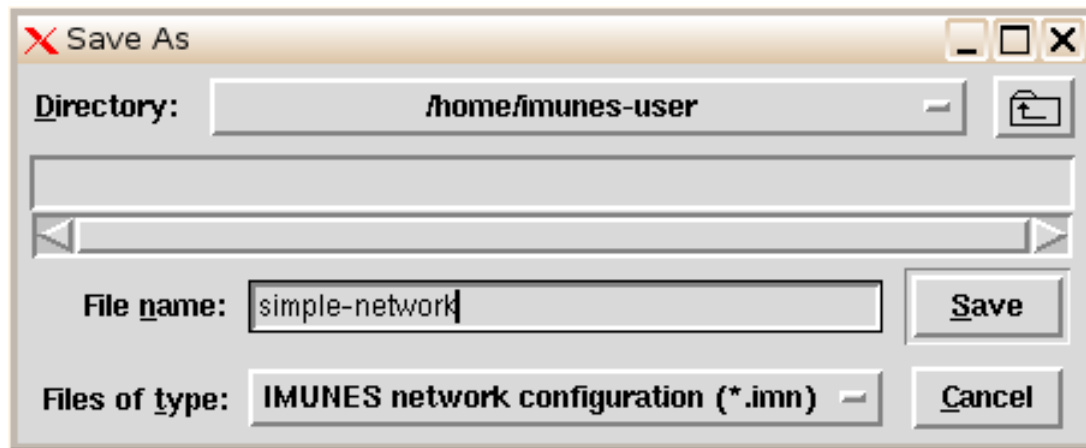 Save As
Directory: /home/imunes-user
File name: simple-network Save
Files of type: IMUNES network configuration (*.imn) Cancel